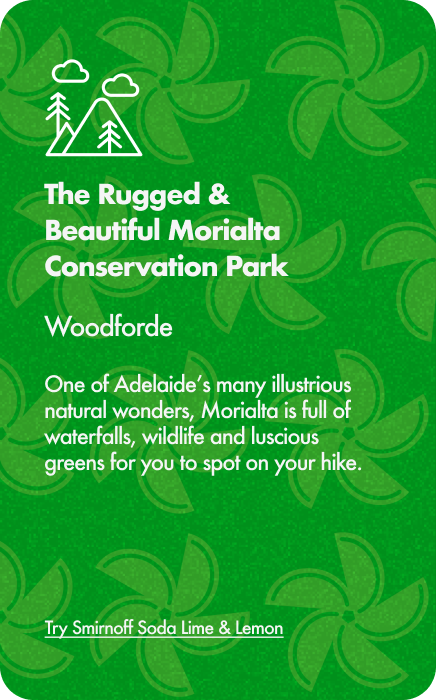 The Rugged &
Beautiful Morialta
Conservation Park
Woodforde
One of Adelaide’s many illustrious
natural wonders, Morialta is full of
waterfalls, wildlife and luscious
greens for you to spot on your hike.
Try Smirnoff Soda Lime & Lemon